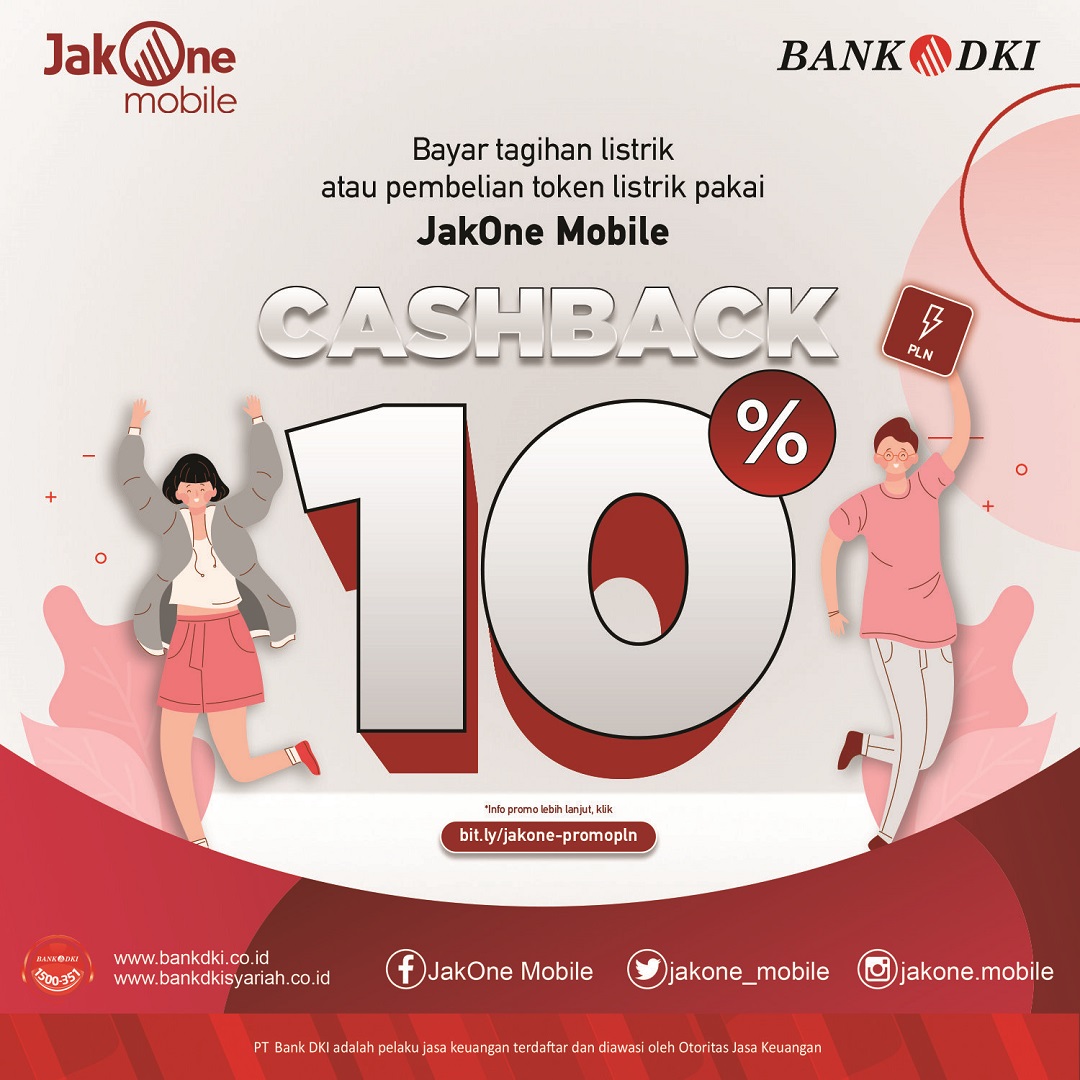 JakOne
mobile
BANK DKI
Bayar tagihan listrik
atau pembelian token listrik pakai
JakOne Mobile
CASHBACK
10%
PLN
*Info promo lebih lanjut, klik
bit.ly/jakone-promopln
BANK DKI
1500-351
www.bankdki.co.id
www.bankdkisyariah.co.id
JakOne Mobile
jakone_mobile
jakone.mobile
PT Bank DKI adalah pelaku jasa keuangan terdaftar dan diawasi oleh Otoritas Jasa Keuangan